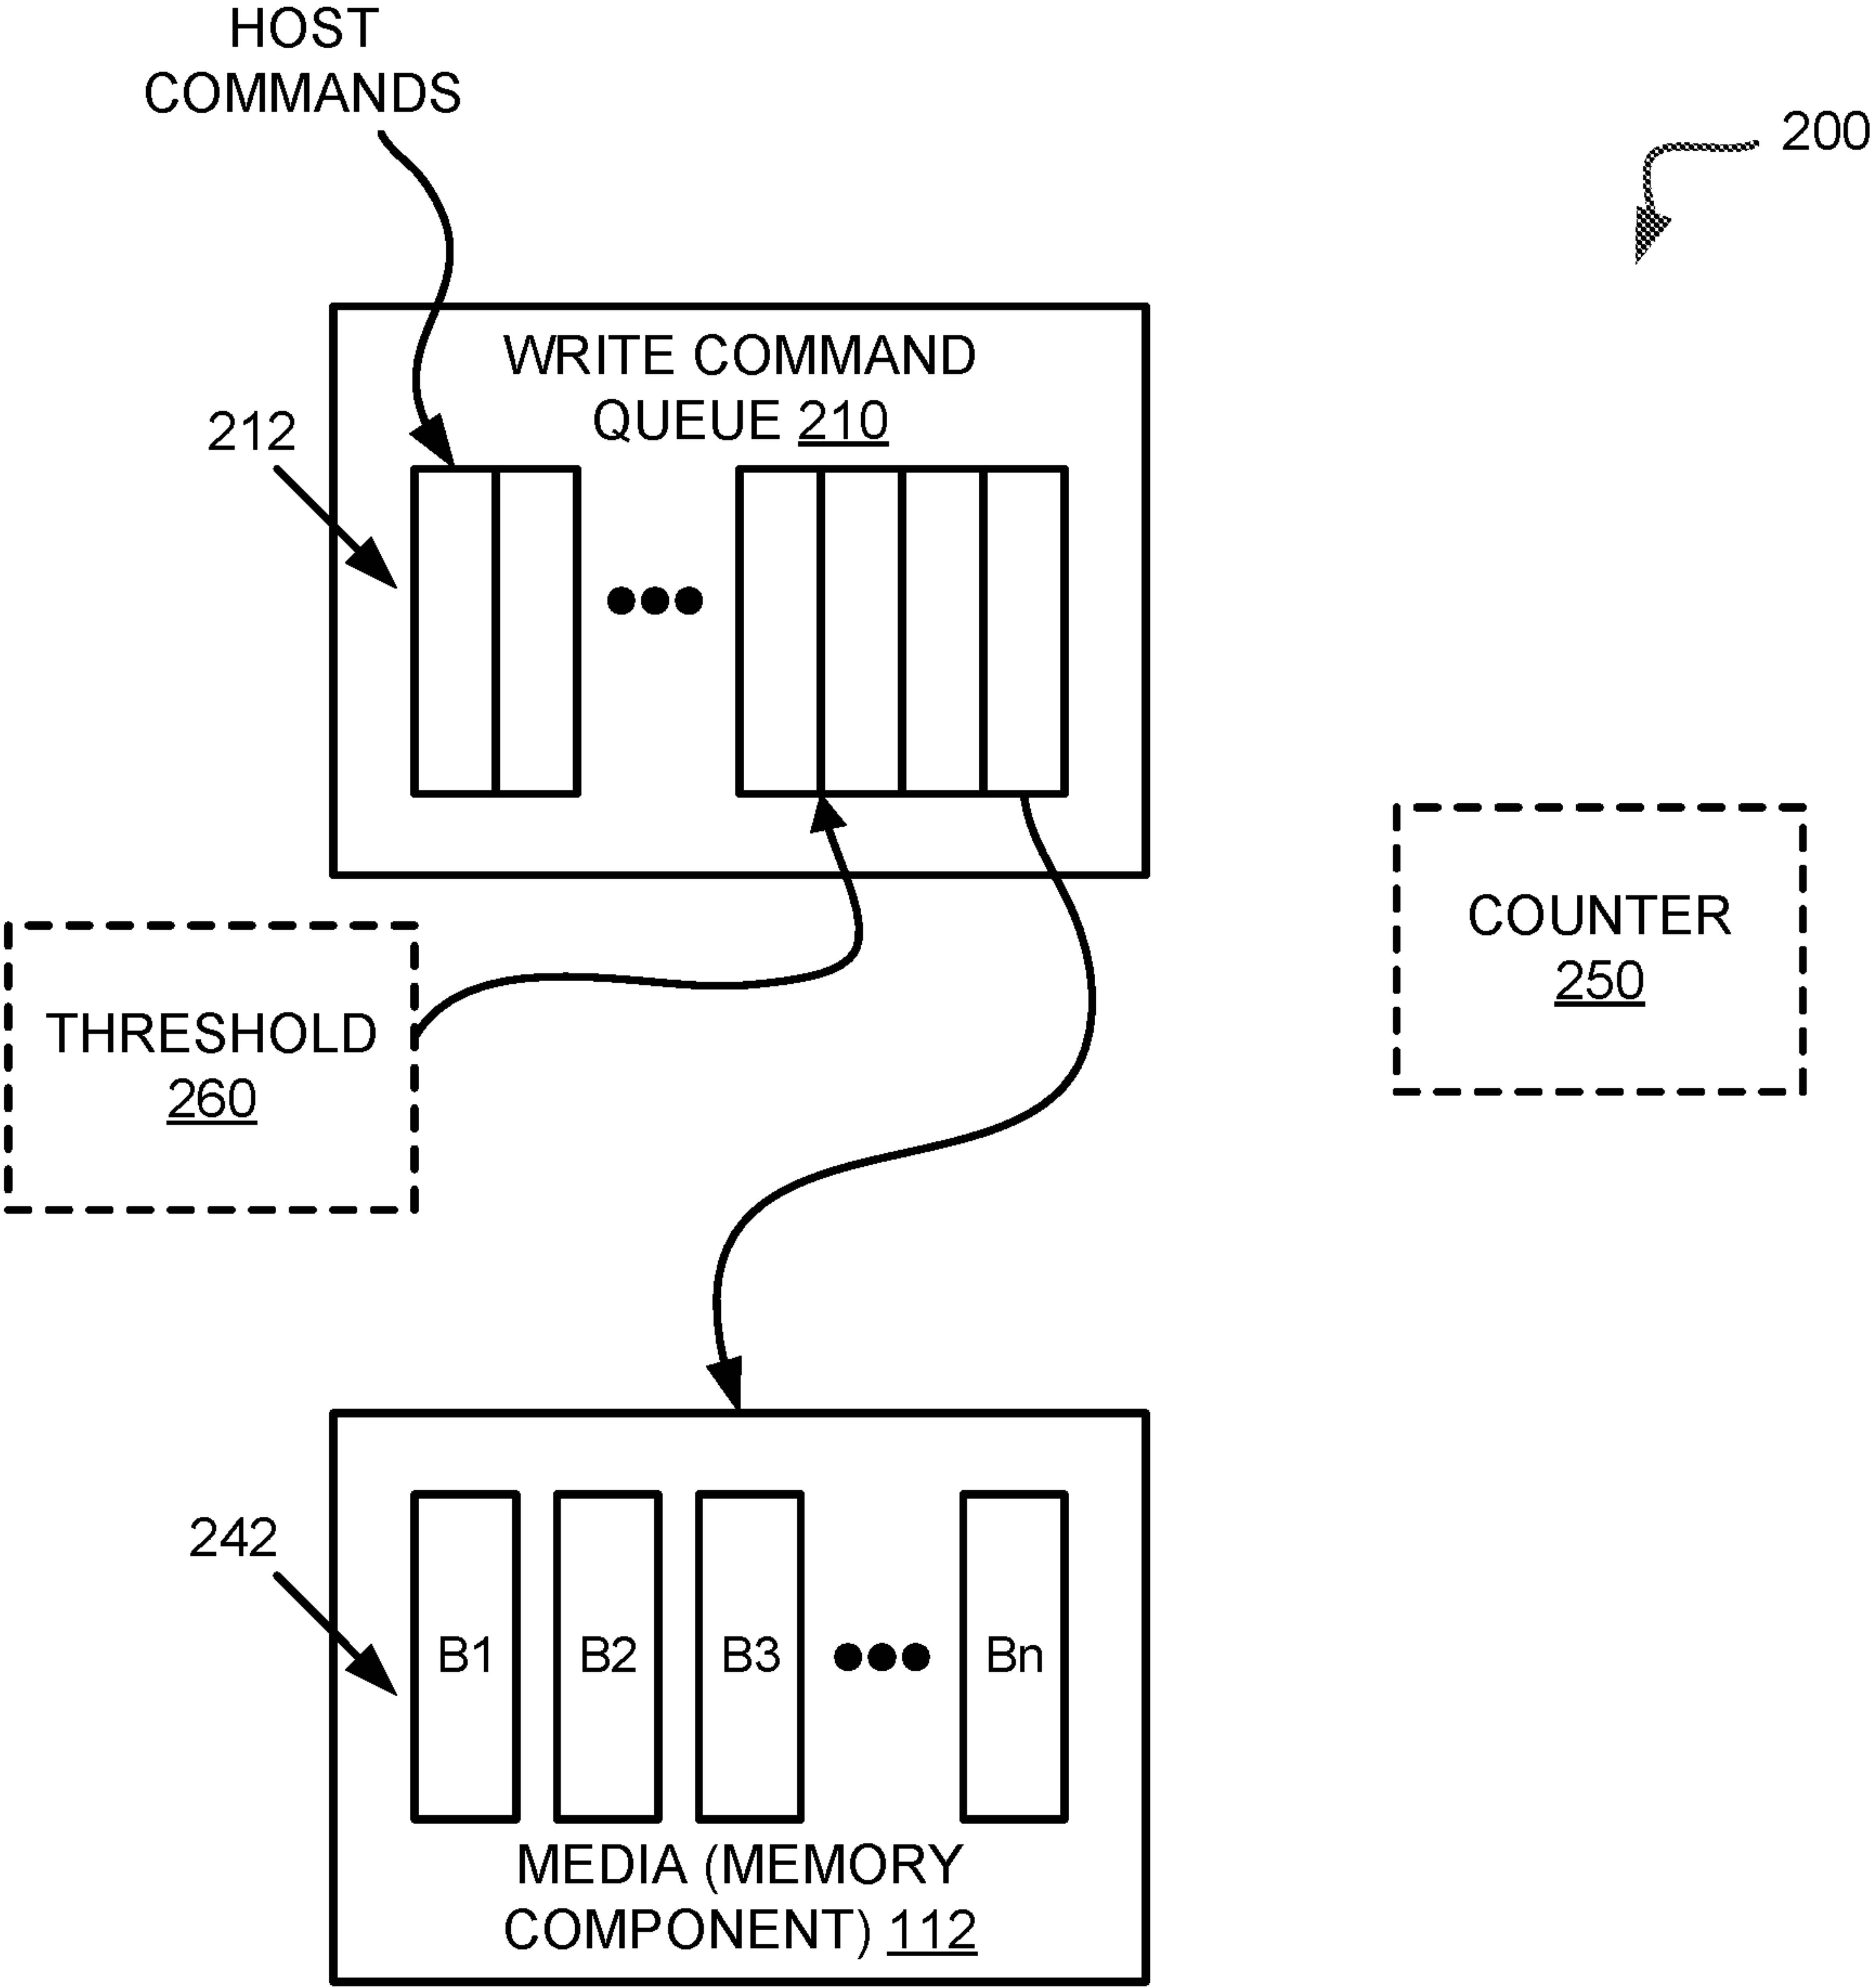 HOST
COMMANDS
200
WRITE COMMAND
QUEUE 210
212
COUNTER
250
THRESHOLD
260
242
B1 B2 B3 Bn
MEDIA (MEMORY
COMPONENT) 112